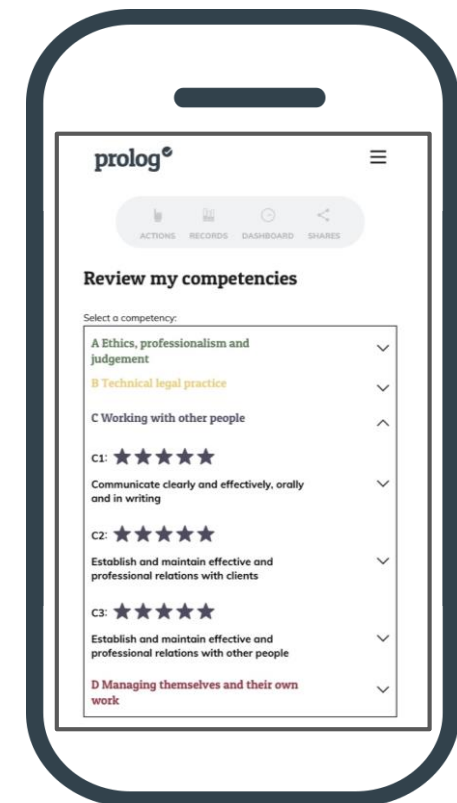 prolog
ACTIONS RECORDS DASHBOARD SHARES
Review my competencies
Select a competency:
A Ethics, professionalism and
judgement
B Technical legal practice
C Working with other people
C1:
Communicate clearly and effectively, orally
and in writing
C2:
Establish and maintain effective and
professional relations with clients
C3:
Establish and maintain effective and
professional relations with other people
D Managing themselves and their own
work